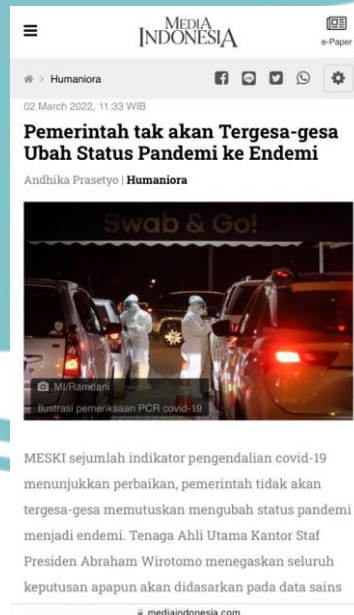 MEDIA
INDONESIA
e-Paper
Humaniora
02 March 2022, 11:33 WIB
Pemerintah tak akan Tergesa-gesa
Ubah Status Pandemi ke Endemi
Andhika Prasetyo | Humaniora
Swab & Go!
MI/Ramdani
Ilustrasi pemeriksaan PCR covid-19
MESKI sejumlah indikator pengendalian covid-19
menunjukkan perbaikan, pemerintah tidak akan
tergesa-gesa memutuskan mengubah status pandemi
menjadi endemi. Tenaga Ahli Utama Kantor Staf
Presiden Abraham Wirotomo menegaskan seluruh
keputusan apapun akan didasarkan pada data sains
mediaindonesia.com